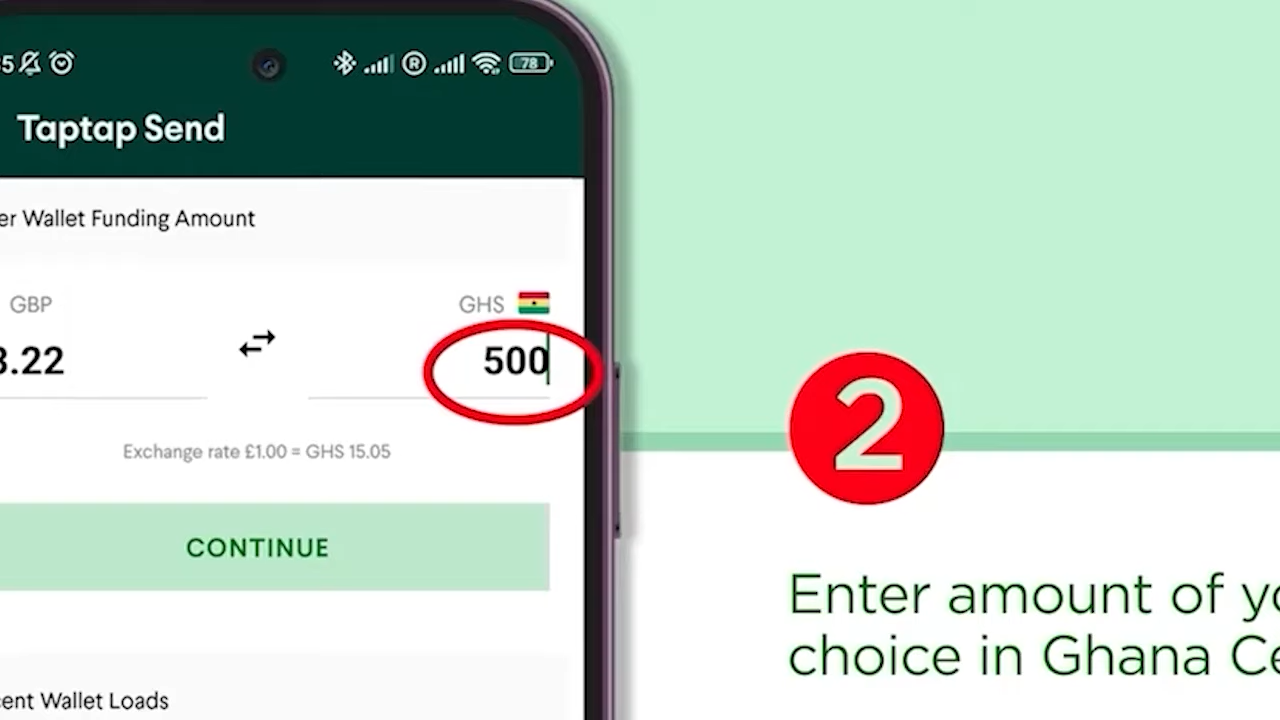 78
Taptap Send
Wallet Funding Amount
GBP
GHS
500
Exchange rate £1.00 = GHS 15.05
CONTINUE
2
Enter amount of
choice in Ghana
Wallet Loads